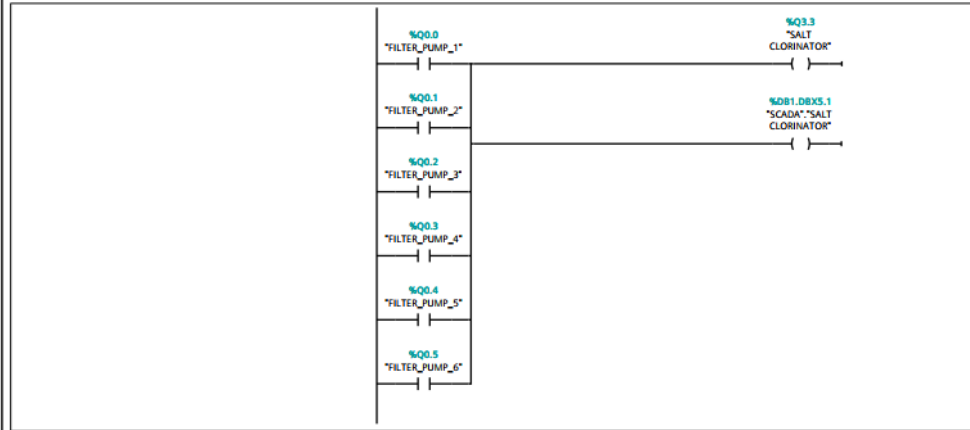 %Q0.0
"FILTER_PUMP_1"
%Q3.3
"SALT
CLORINATOR"
%Q0.1
"FILTER_PUMP_2"
%DB1.DBX5.1
"SCADA"."SALT
CLORINATOR"
%Q0.2
"FILTER_PUMP_3"
%Q0.3
"FILTER_PUMP_4"
%Q0.4
"FILTER_PUMP_5"
%Q0.5
"FILTER_PUMP_6"